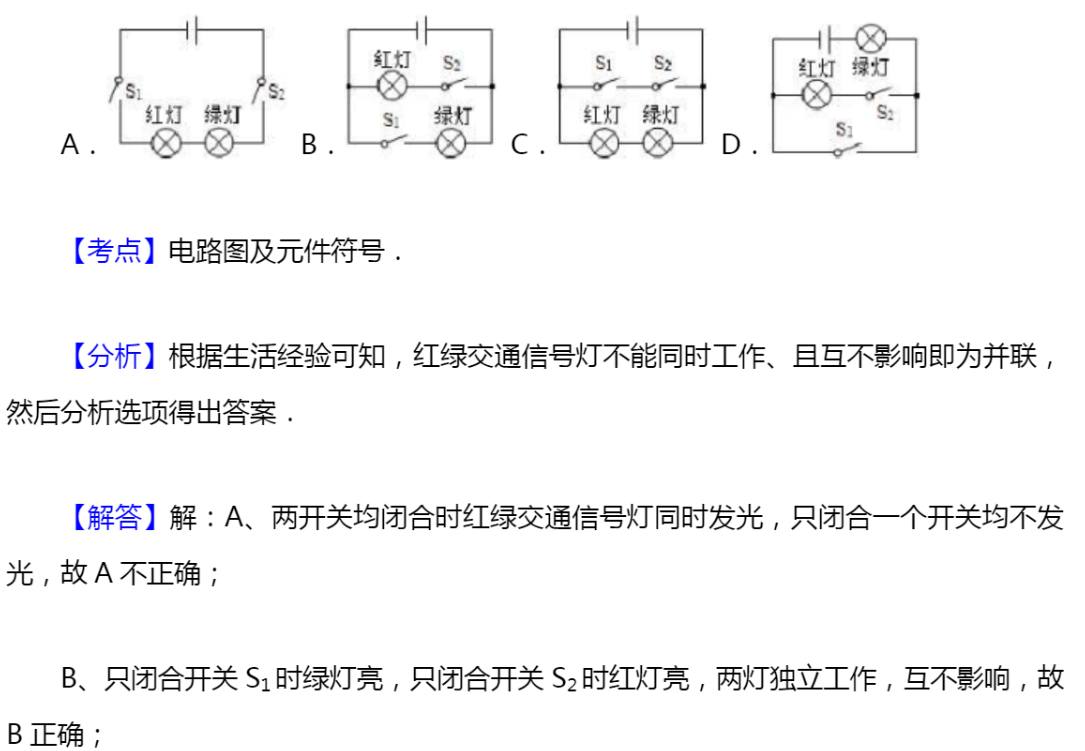 红灯 S₂ S₁ S₂ 绿灯
S₁ S₂ 红灯 绿灯
红灯 绿灯 S₁ 绿灯 红灯 绿灯 S₂
S₁
A． B． C． D．
【考点】电路图及元件符号．
【分析】根据生活经验可知，红绿交通信号灯不能同时工作、且互不影响即为并联，
然后分析选项得出答案．
【解答】解：A、两开关均闭合时红绿交通信号灯同时发光，只闭合一个开关均不发
光，故 A 不正确；
B、只闭合开关 S₁时绿灯亮，只闭合开关 S₂时红灯亮，两灯独立工作，互不影响，故
B 正确；